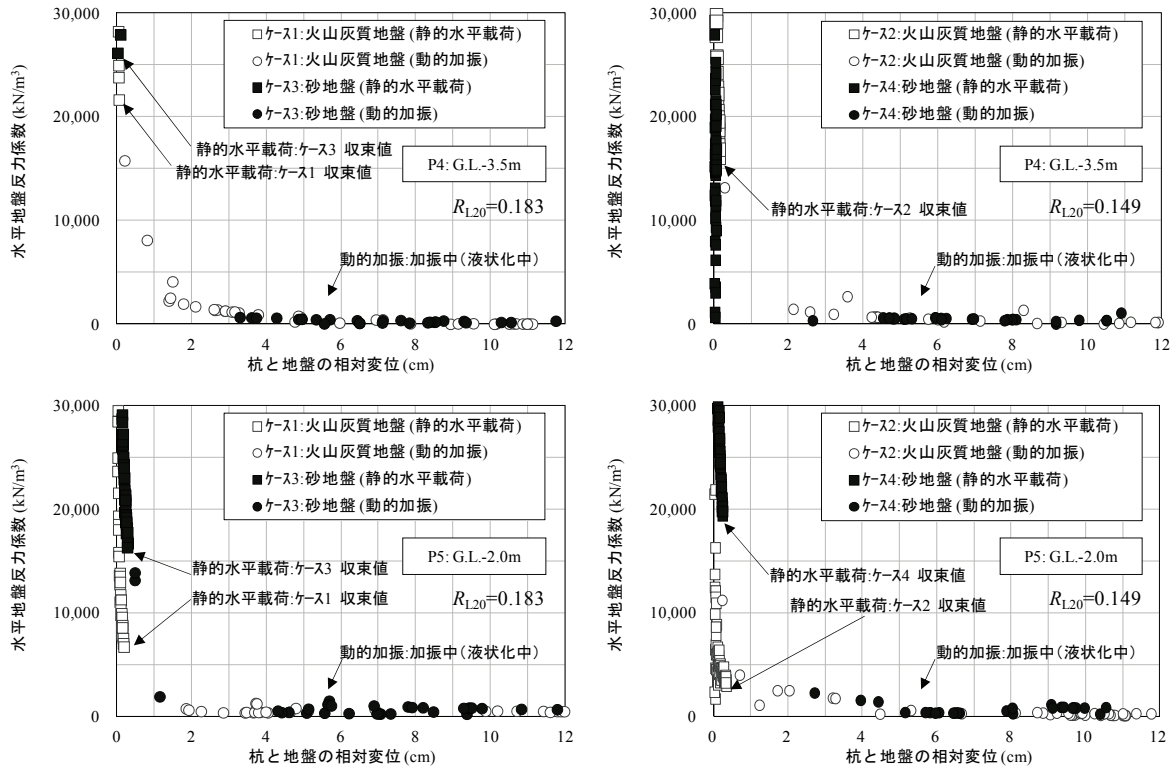 30,000
20,000
10,000
0
水平地盤反力係数 (kN/m³)
□ケース1:火山灰質地盤 (静的水平載荷)
○ケース1:火山灰質地盤 (動的加振)
■ケース3:砂地盤 (静的水平載荷)
●ケース3:砂地盤 (動的加振)
静的水平載荷:ケース3 収束値
静的水平載荷:ケース1 収束値
P4: G.L.-3.5m
R_L20=0.183
動的加振:加振中(液状化中)
0 2 4 6 8 10 12
杭と地盤の相対変位 (cm)
30,000
20,000
10,000
0
水平地盤反力係数 (kN/m³)
□ケース2:火山灰質地盤 (静的水平載荷)
○ケース2:火山灰質地盤 (動的加振)
■ケース4:砂地盤 (静的水平載荷)
●ケース4:砂地盤 (動的加振)
P4: G.L.-3.5m
静的水平載荷:ケース2 収束値
R_L20=0.149
動的加振:加振中(液状化中)
0 2 4 6 8 10 12
杭と地盤の相対変位 (cm)
30,000
20,000
10,000
0
水平地盤反力係数 (kN/m³)
□ケース1:火山灰質地盤 (静的水平載荷)
○ケース1:火山灰質地盤 (動的加振)
■ケース3:砂地盤 (静的水平載荷)
●ケース3:砂地盤 (動的加振)
P5: G.L.-2.0m
静的水平載荷:ケース3 収束値
静的水平載荷:ケース1 収束値
R_L20=0.183
動的加振:加振中(液状化中)
0 2 4 6 8 10 12
杭と地盤の相対変位 (cm)
30,000
20,000
10,000
0
水平地盤反力係数 (kN/m³)
□ケース2:火山灰質地盤 (静的水平載荷)
○ケース2:火山灰質地盤 (動的加振)
■ケース4:砂地盤 (静的水平載荷)
●ケース4:砂地盤 (動的加振)
P5: G.L.-2.0m
静的水平載荷:ケース4 収束値
静的水平載荷:ケース2 収束値
R_L20=0.149
動的加振:加振中(液状化中)
0 2 4 6 8 10 12
杭と地盤の相対変位 (cm)